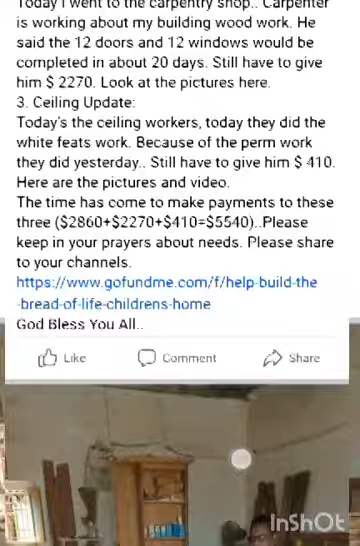 Today I went to the carpentry shop.. Carpenter
is working about my building wood work. He
said the 12 doors and 12 windows would be
completed in about 20 days. Still have to give
him $ 2270. Look at the pictures here.
3. Ceiling Update:
Today's the ceiling workers, today they did the
white feats work. Because of the perm work
they did yesterday.. Still have to give him $ 410.
Here are the pictures and video.
The time has come to make payments to these
three ($2860+$2270+$410=$5540)..Please
keep in your prayers about needs. Please share
to your channels.
https://www.gofundme.com/f/help-build-the
-bread-of-life-childrens-home
God Bless You All..
Like Comment Share
InShOt